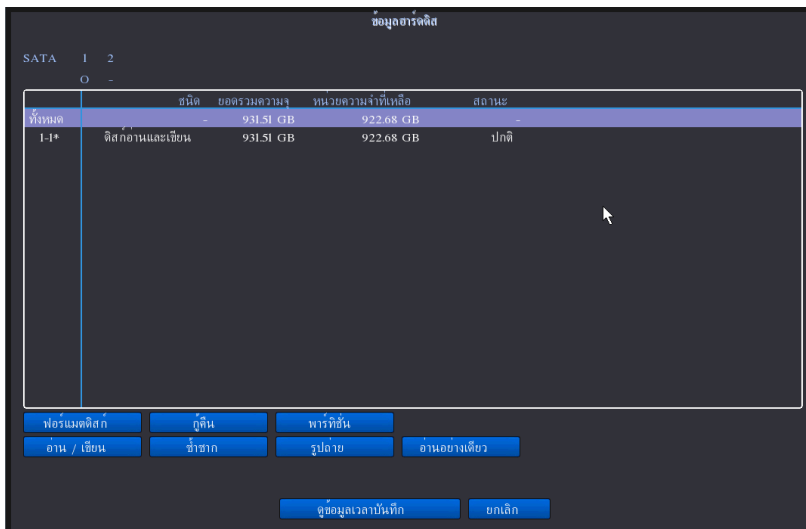 ข้อมูลฮาร์ดดิส
SATA 1 2
O -
ชนิด ยอดรวมความจุ หน่วยความจำที่เหลือ สถานะ
ทั้งหมด - 931.51 GB 922.68 GB -
1-1* ดิสก์อ่านและเขียน 931.51 GB 922.68 GB ปกติ
ฟอร์แมตดิสก์ กู้คืน พาร์ทิชั่น
อ่าน / เขียน ซ้ำซาก รูปถ่าย อ่านอย่างเดียว
ดูข้อมูลเวลาบันทึก ยกเลิก